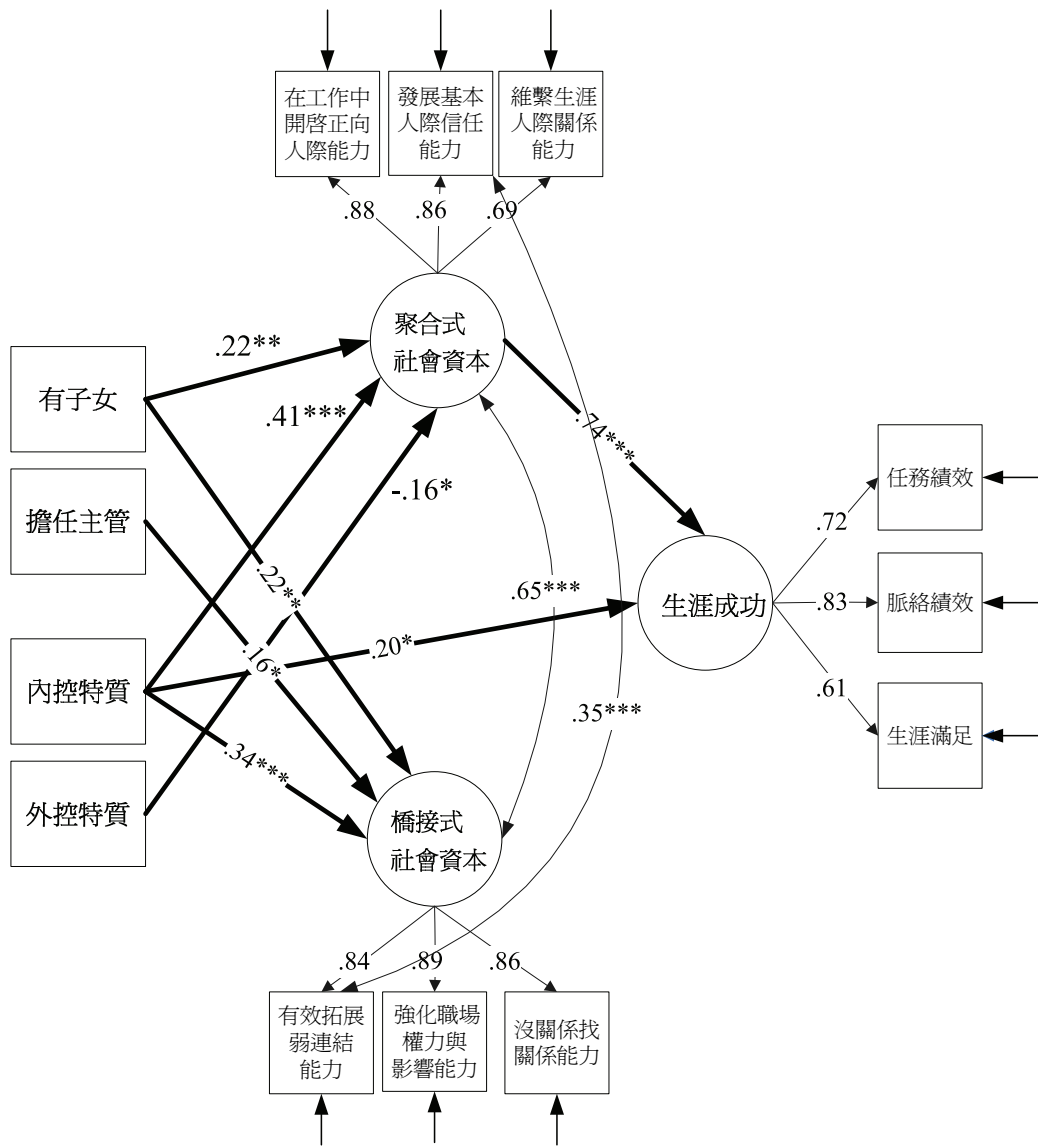 在工作中
開啓正向
人際能力
發展基本
人際信任
能力
維繫生涯
人際關係
能力
.88
.86
.69
聚合式
社會資本
.22**
有子女
.41***
.74***
-.16*
任務績效
擔任主管
.72
.22**
.65***
生涯成功
.83
脈絡績效
.20*
.16*
內控特質
.61
.35***
生涯滿足
.34***
外控特質
橋接式
社會資本
.84
.89
.86
有效拓展
弱連結
能力
強化職場
權力與
影響能力
沒關係找
關係能力